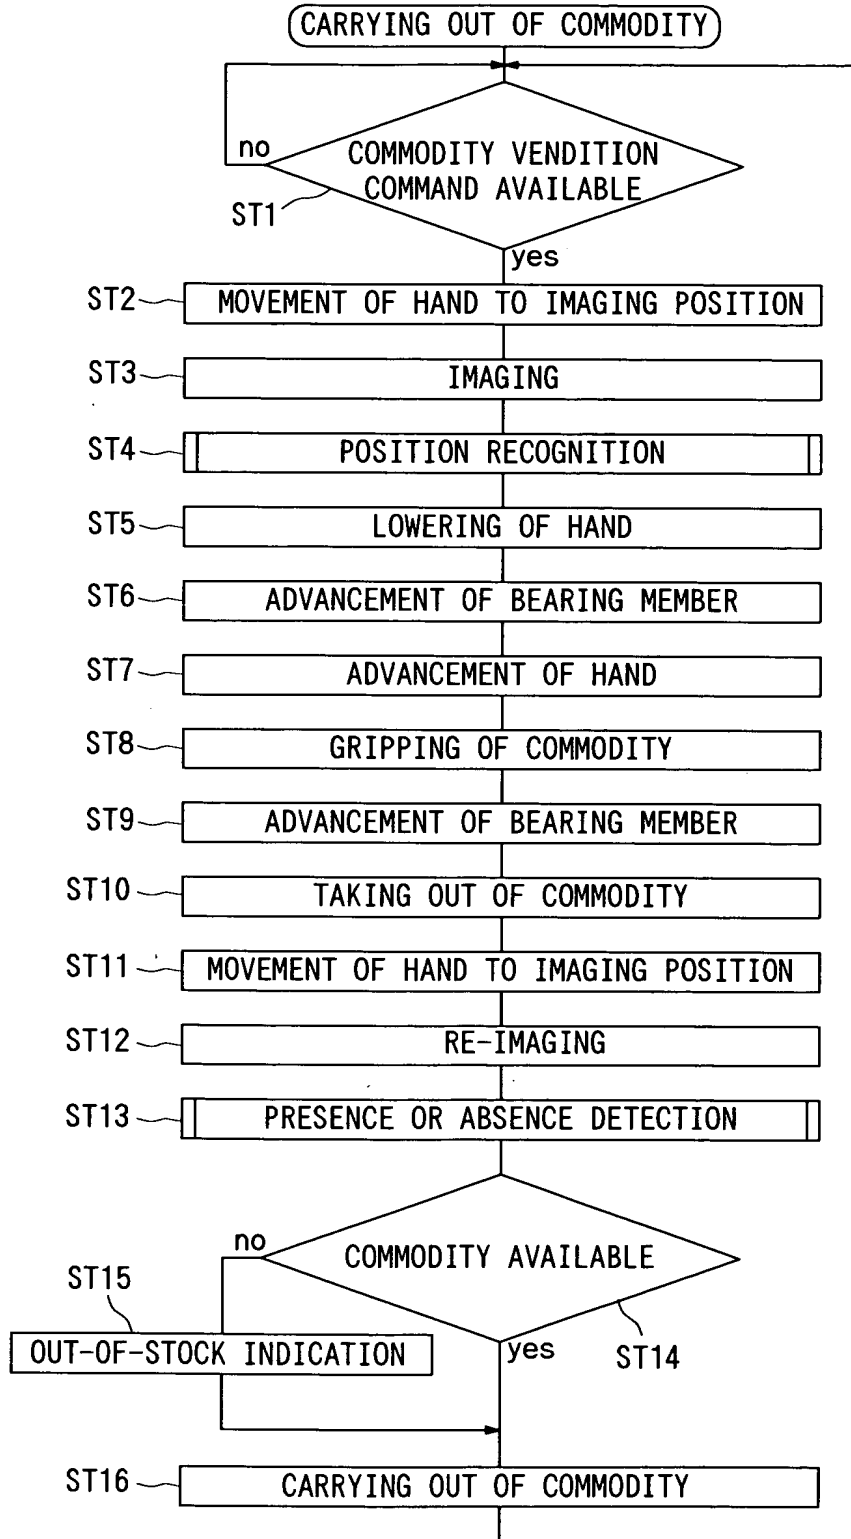 CARRYING OUT OF COMMODITY
no
COMMODITY VENDITION
COMMAND AVAILABLE
ST1
yes
ST2
MOVEMENT OF HAND TO IMAGING POSITION
ST3
IMAGING
ST4
POSITION RECOGNITION
ST5
LOWERING OF HAND
ST6
ADVANCEMENT OF BEARING MEMBER
ST7
ADVANCEMENT OF HAND
ST8
GRIPPING OF COMMODITY
ST9
ADVANCEMENT OF BEARING MEMBER
ST10
TAKING OUT OF COMMODITY
ST11
MOVEMENT OF HAND TO IMAGING POSITION
ST12
RE-IMAGING
ST13
PRESENCE OR ABSENCE DETECTION
no
COMMODITY AVAILABLE
ST15
OUT-OF-STOCK INDICATION
yes
ST14
ST16
CARRYING OUT OF COMMODITY